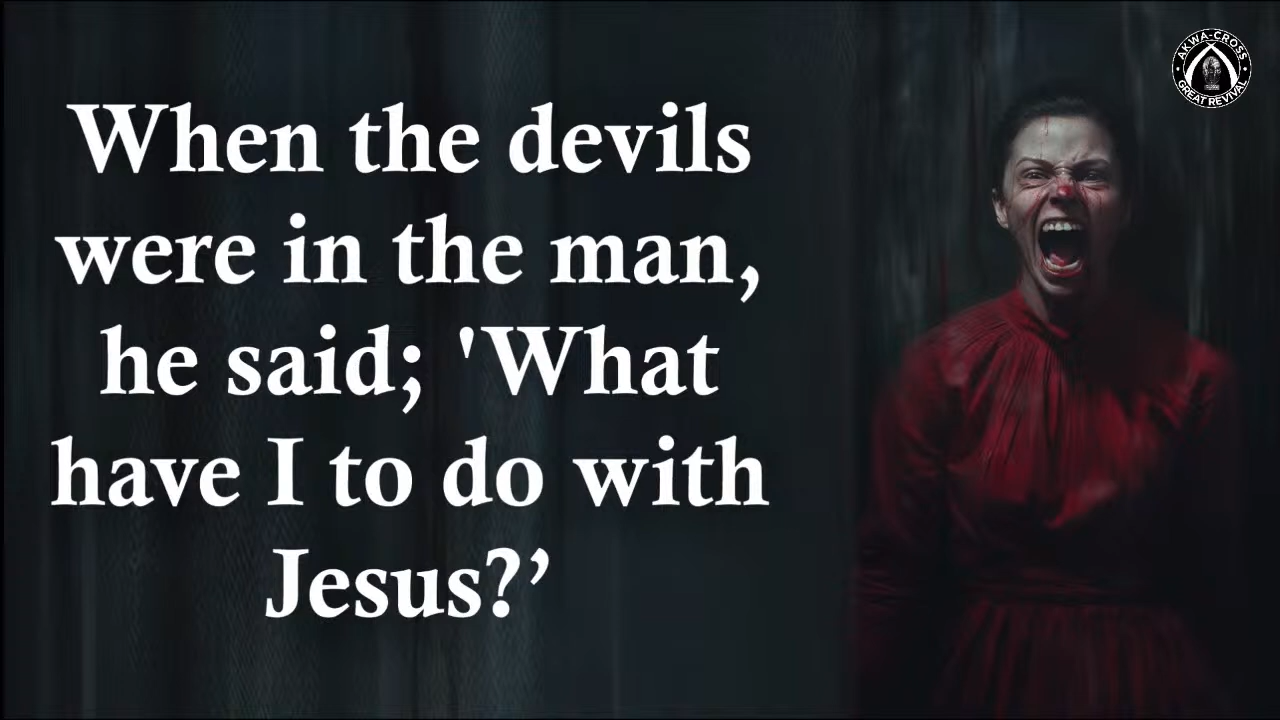 When the devils
were in the man,
he said; 'What
have I to do with
Jesus?’
AKWA-CROSS
GREAT REVIVAL